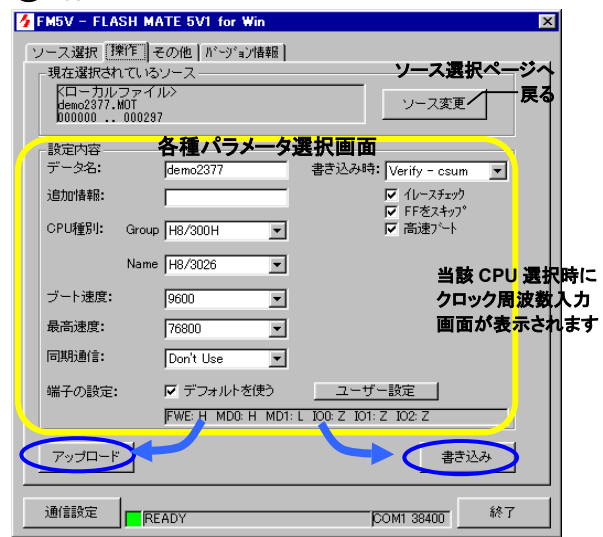 FM5V - FLASH MATE 5V1 for Win
ソース選択 操作 その他 バージョン情報
現在選択されているソース
ソース選択ページへ
戻る
<ローカルファイル>
demo2377.MOT
000000 .. 000297
ソース変更
設定内容
各種パラメータ選択画面
データ名: demo2377 書き込み時: Verify - csum
追加情報:
イレースチェック
FFをスキップ
高速ブート
CPU種別: Group H8/300H
Name H8/3026
当該 CPU 選択時に
クロック周波数入力
画面が表示されます
ブート速度: 9600
最高速度: 76800
同期通信: Don't Use
端子の設定: デフォルトを使う ユーザー設定
FWE: H MD0: H MD1: L IO0: Z IO1: Z IO2: Z
アップロード 書き込み
通信設定 READY COM1 38400 終了